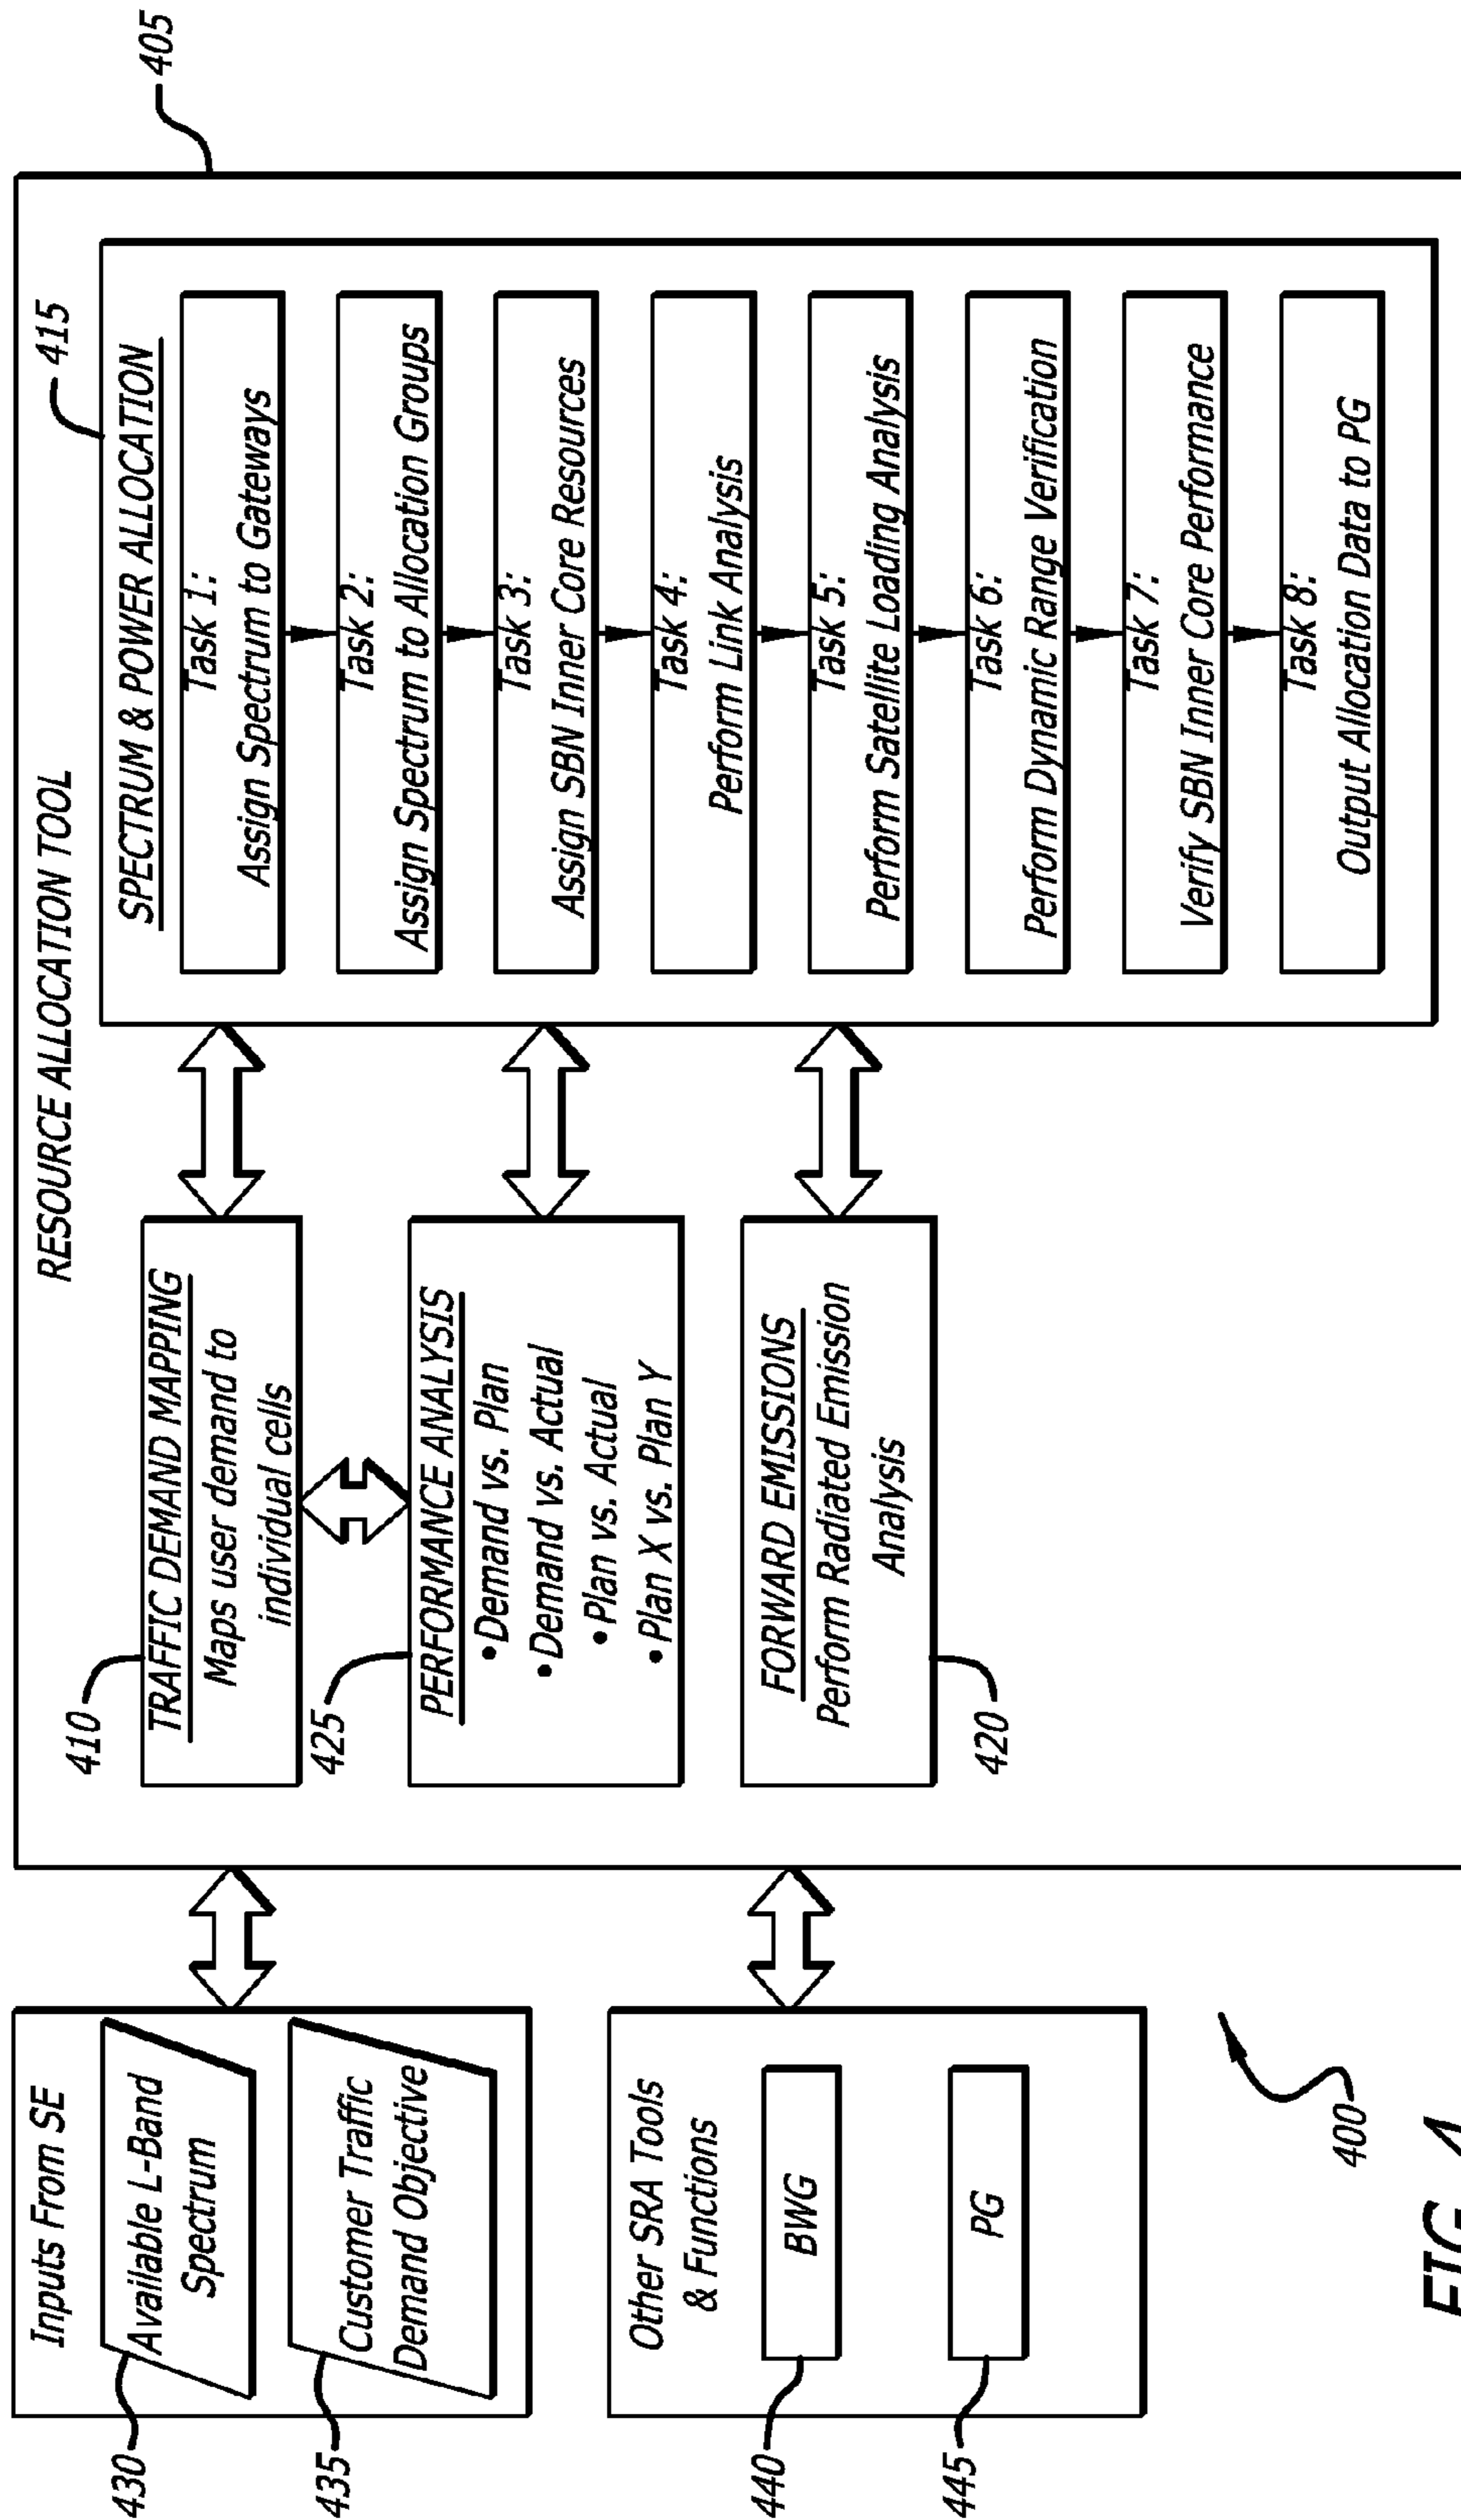 Inputs From SE
430
Available L-Band
Spectrum
435
Customer Traffic
Demand Objective
Other SRA Tools
& Functions
440
BWG
445
PG
400
RESOURCE ALLOCATION TOOL
405
410
TRAFFIC DEMAND MAPPING
Maps user demand to
individual cells
425
PERFORMANCE ANALYSIS
• Demand vs. Plan
• Demand vs. Actual
• Plan vs. Actual
• Plan X vs. Plan Y
FORWARD EMISSIONS
Perform Radiated Emission
Analysis
420
415
SPECTRUM & POWER ALLOCATION
Task 1:
Assign Spectrum to Gateways
Task 2:
Assign Spectrum to Allocation Groups
Task 3:
Assign SBN Inner Core Resources
Task 4:
Perform Link Analysis
Task 5:
Perform Satellite Loading Analysis
Task 6:
Perform Dynamic Range Verification
Task 7:
Verify SBN Inner Core Performance
Task 8:
Output Allocation Data to PG
FIG. 4